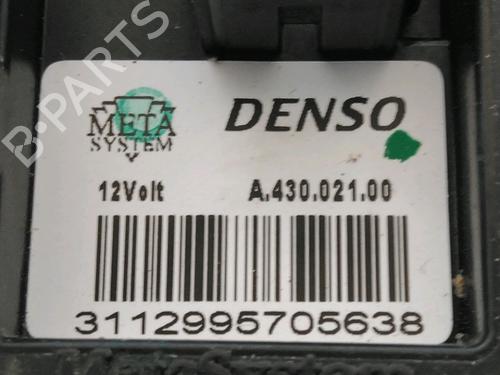 META
SYSTEM
DENSO
12Volt
A.430.021.00
3112995705638
B-PARTS